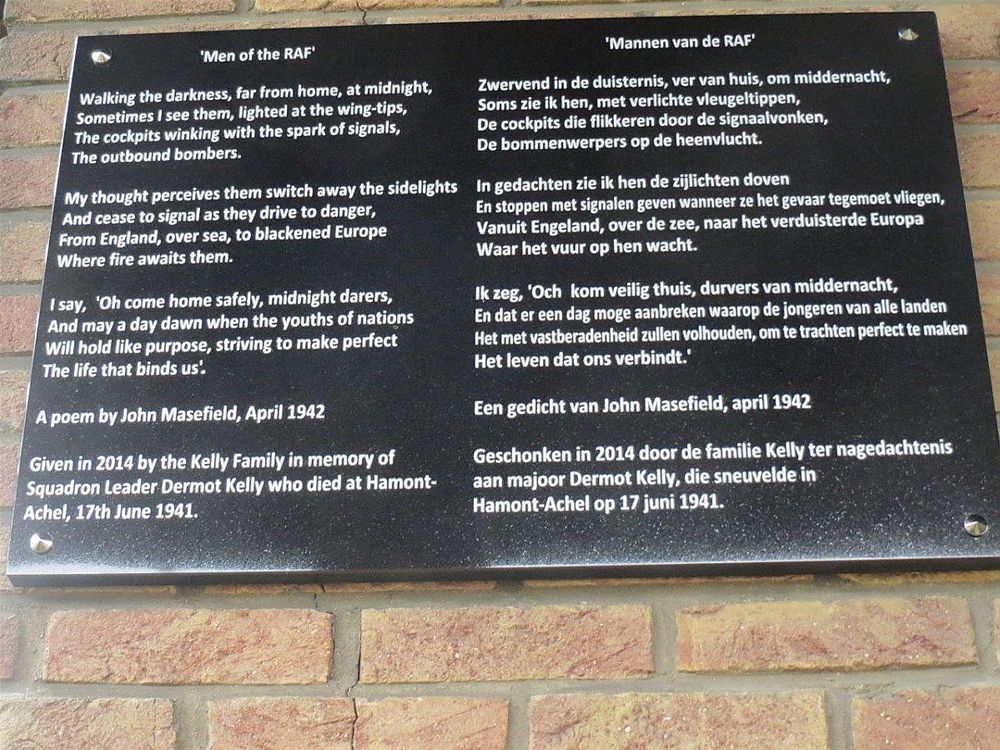 'Men of the RAF'
Walking the darkness, far from home, at midnight,
Sometimes I see them, lighted at the wing-tips,
The cockpits winking with the spark of signals,
The outbound bombers.
My thought perceives them switch away the sidelights
And cease to signal as they drive to danger,
From England, over sea, to blackened Europe
Where fire awaits them.
I say, 'Oh come home safely, midnight darers,
And may a day dawn when the youths of nations
Will hold like purpose, striving to make perfect
The life that binds us'.
A poem by John Masefield, April 1942
Given in 2014 by the Kelly Family in memory of
Squadron Leader Dermot Kelly who died at Hamont-
Achel, 17th June 1941.
'Mannen van de RAF'
Zwervend in de duisternis, ver van huis, om middernacht,
Soms zie ik hen, met verlichte vleugeltippen,
De cockpits die flikkeren door de signaalvonken,
De bommenwerpers op de heenvlucht.
In gedachten zie ik hen de zijlichten doven
En stoppen met signalen geven wanneer ze het gevaar tegemoet vliegen,
Vanuit Engeland, over de zee, naar het verduisterde Europa
Waar het vuur op hen wacht.
Ik zeg, 'Och kom veilig thuis, durvers van middernacht,
En dat er een dag moge aanbreken waarop de jongeren van alle landen
Het met vastberadenheid zullen volhouden, om te trachten perfect te maken
Het leven dat ons verbindt.'
Een gedicht van John Masefield, april 1942
Geschonken in 2014 door de familie Kelly ter nagedachtenis
aan majoor Dermot Kelly, die sneuvelde in
Hamont-Achel op 17 juni 1941.